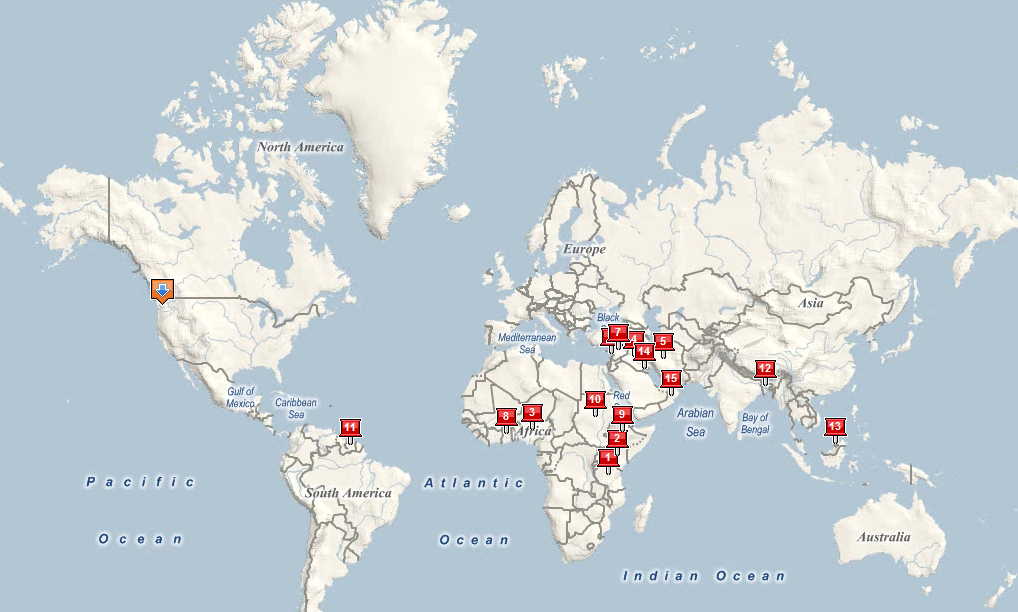 North America
Europe
Asia
Black
Mediterranean
Sea
7
4
5
14
15
12
Gulf of
Mexico
Caribbean
Sea
10
Red
8
3
9
Africa
Arabian
Sea
Bay of
Bengal
11
13
2
1
Pacific
Atlantic
South America
Ocean
Ocean
Australia
Indian Ocean